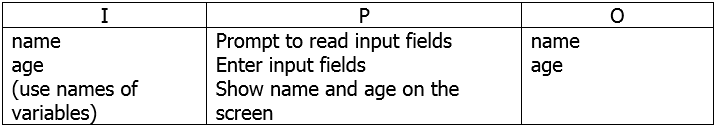 I P O
name Prompt to read input fields name
age Enter input fields age
(use names of Show name and age on the
variables) screen